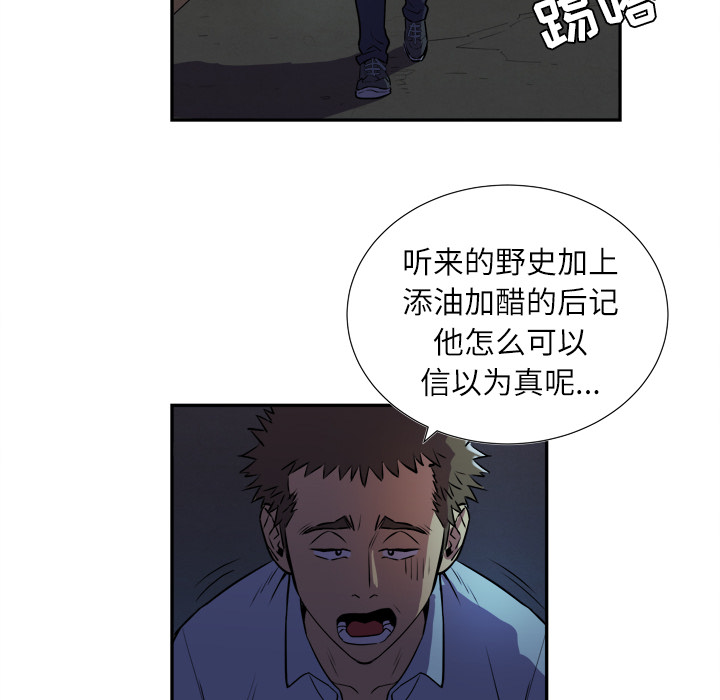 踢嗒
听来的野史加上
添油加醋的后记
他怎么可以
信以为真呢...